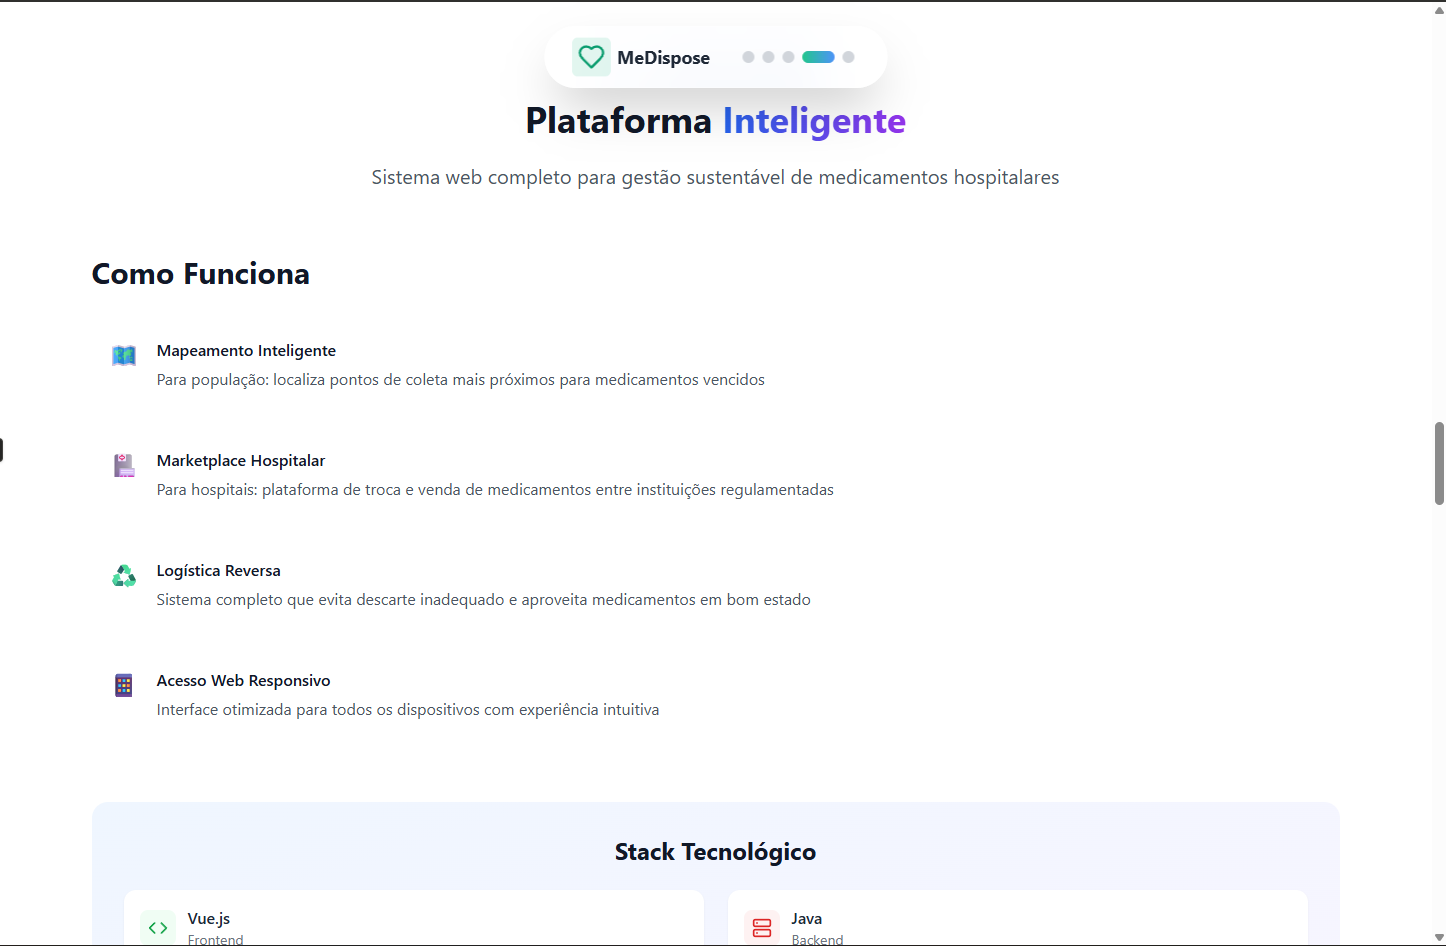 MeDispose
Plataforma Inteligente
Sistema web completo para gestão sustentável de medicamentos hospitalares
Como Funciona
Mapeamento Inteligente
Para população: localiza pontos de coleta mais próximos para medicamentos vencidos
Marketplace Hospitalar
Para hospitais: plataforma de troca e venda de medicamentos entre instituições regulamentadas
Logística Reversa
Sistema completo que evita descarte inadequado e aproveita medicamentos em bom estado
Acesso Web Responsivo
Interface otimizada para todos os dispositivos com experiência intuitiva
Stack Tecnológico
Vue.js
Frontend
Java
Backend